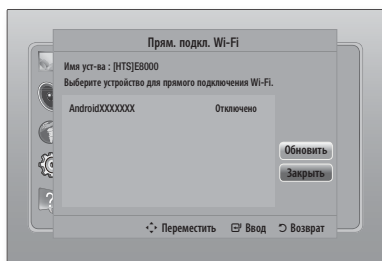 Прям. подкл. Wi-Fi
Имя уст-ва : [HTS]E8000
Выберите устройство для прямого подключения Wi-Fi.
AndroidXXXXXXX Отключено
Обновить
Закрыть
Переместить Ввод Возврат